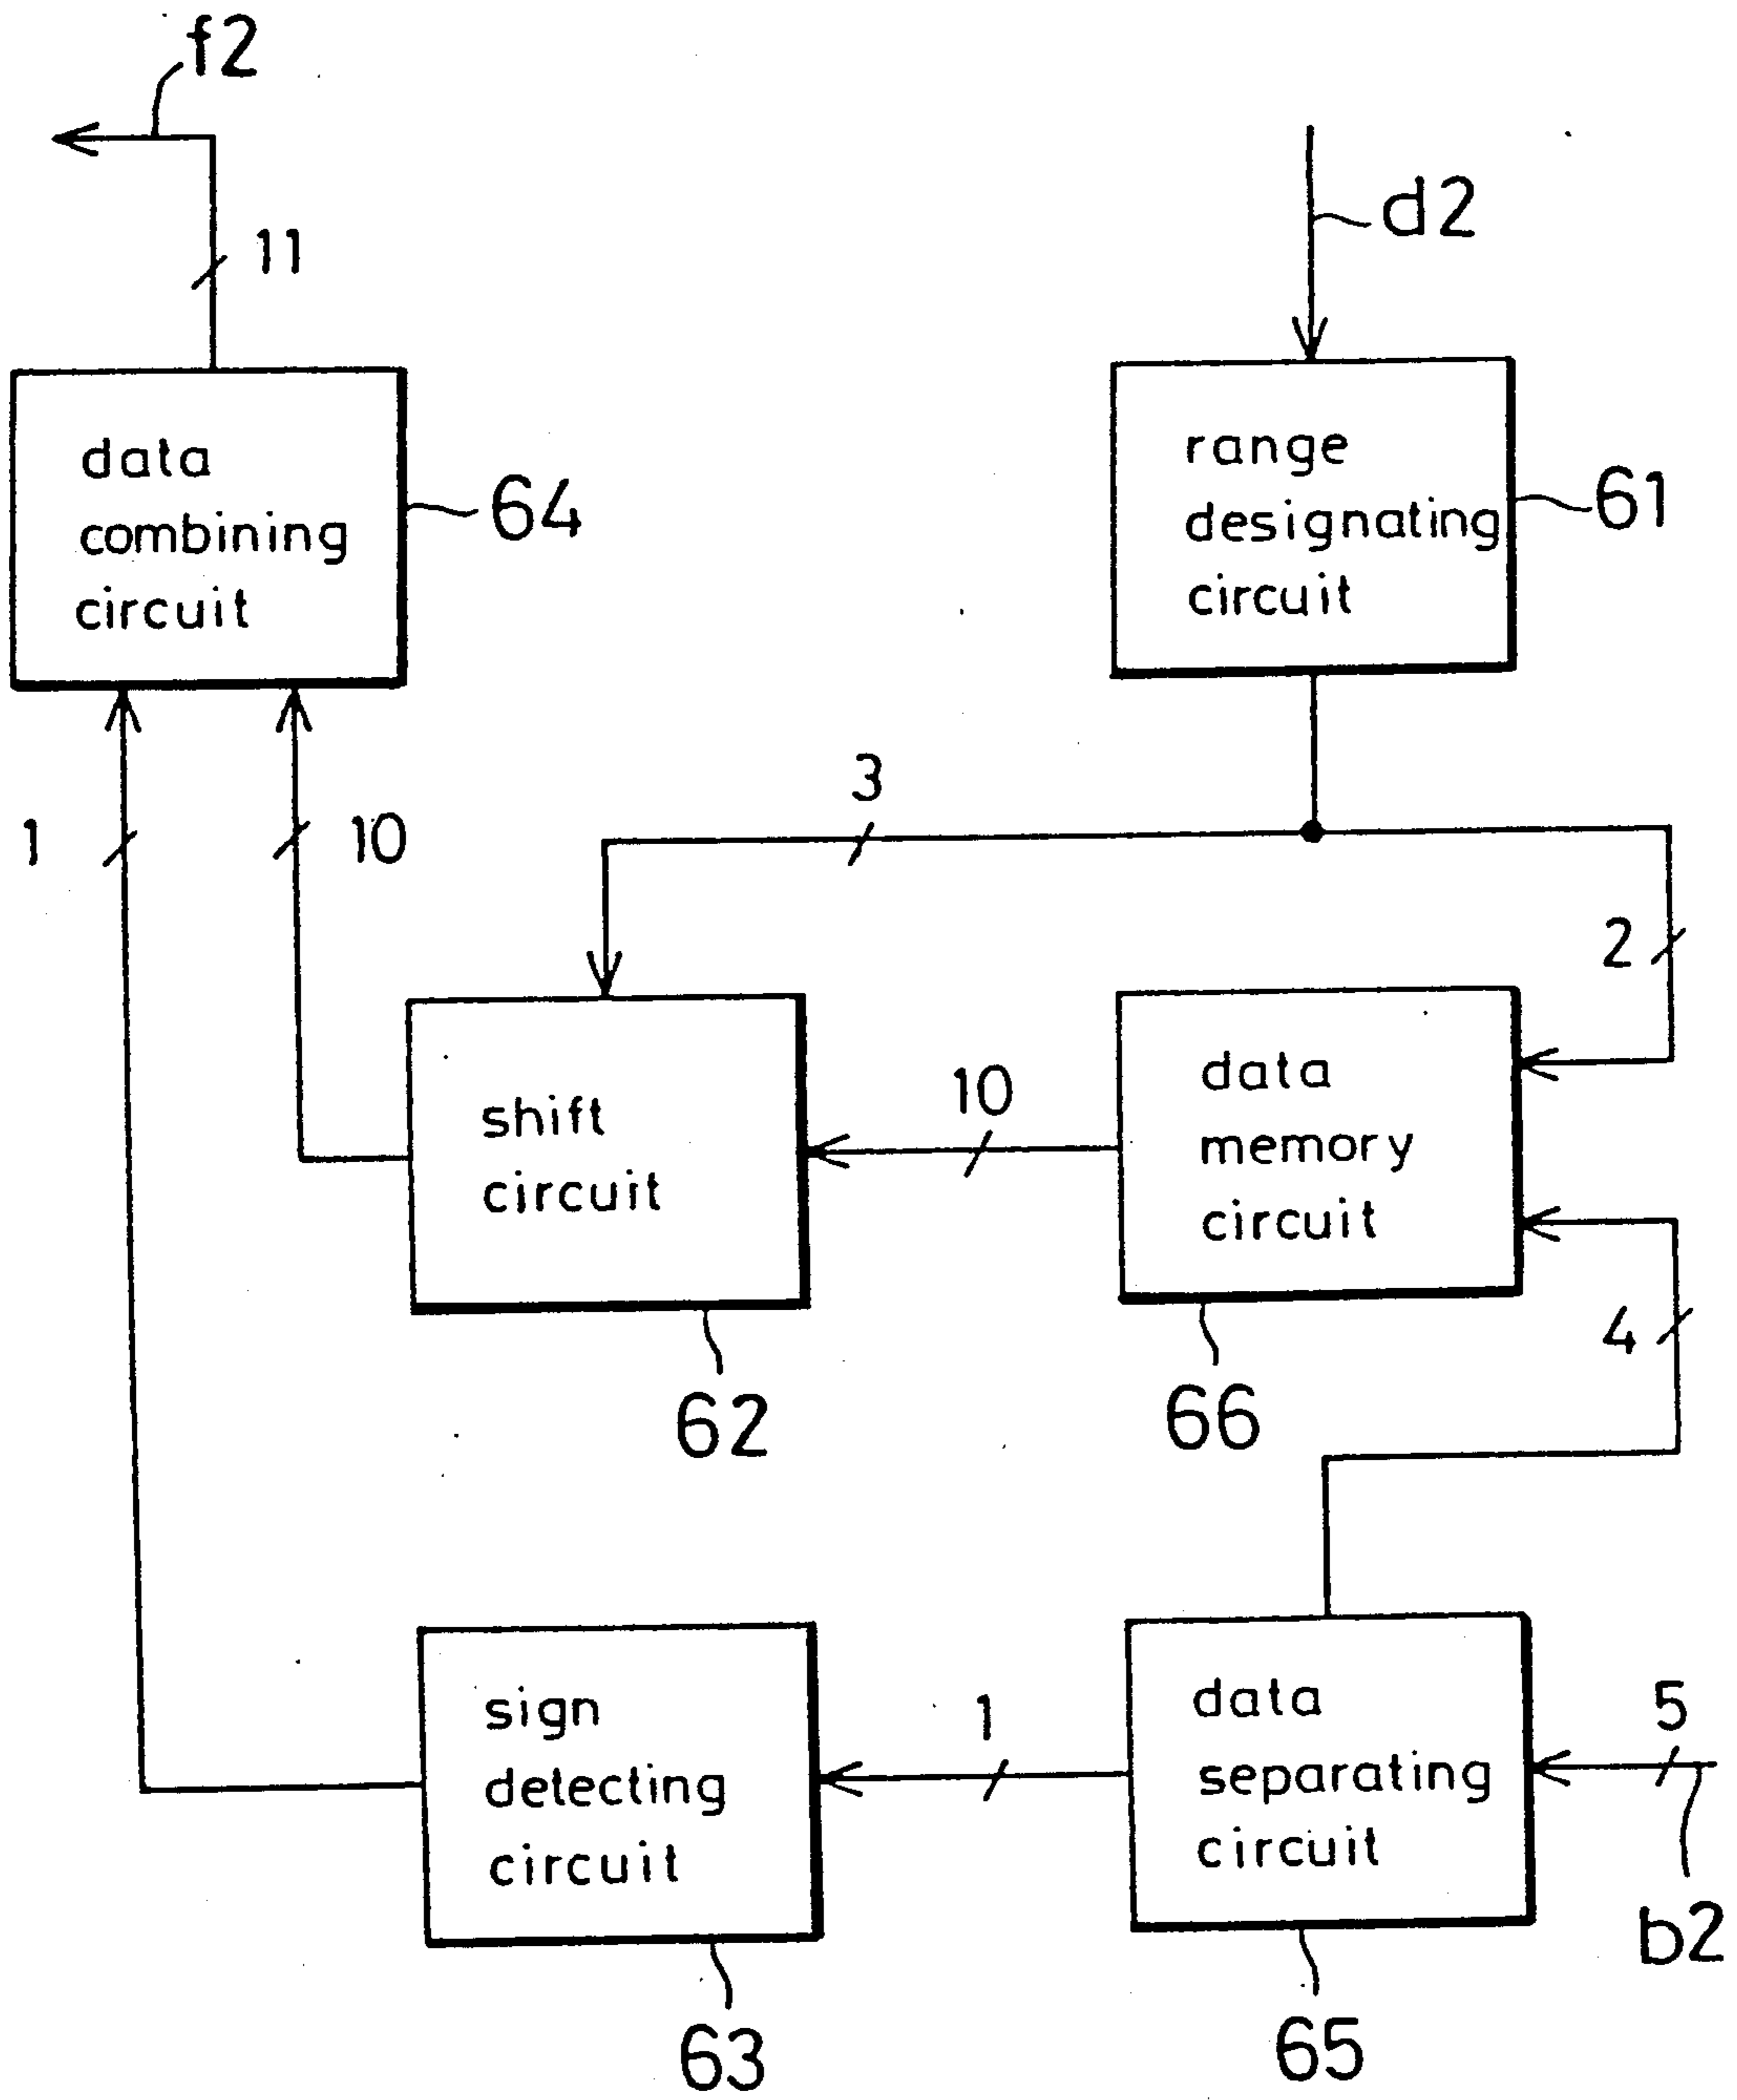 f2
d2
11
data
combining
circuit
64
range
designating
circuit
61
3
1
10
2
shift
circuit
10
data
memory
circuit
62
66
4
sign
detecting
circuit
1
data
separating
circuit
5
b2
63
65